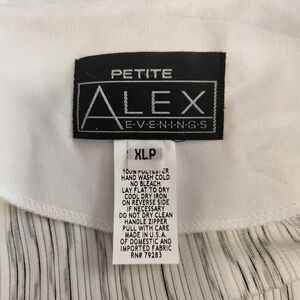 PETITE
ALEX
E·V·E·N·I·N·G·S
XLP
100% POLYESTER
HAND WASH COLD
NO BLEACH
LAY FLAT TO DRY
COOL DRY IRON
ON REVERSE SIDE
IF NECESSARY
DO NOT DRY CLEAN
HANDLE ZIPPER
PULL WITH CARE
MADE IN U.S.A.
OF DOMESTIC AND
IMPORTED FABRIC
RN# 79283